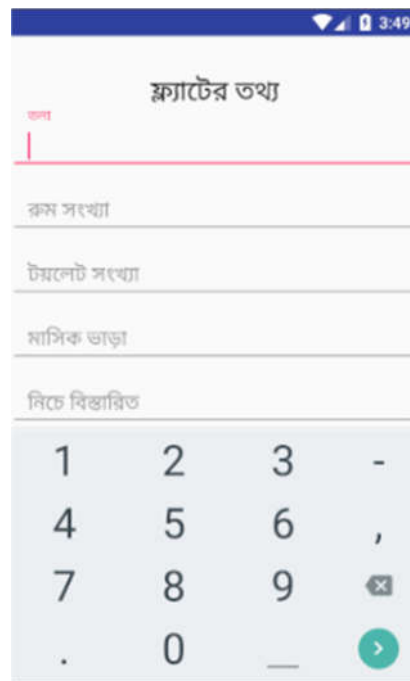 3:49
ফ্ল্যাটের তথ্য
তলা
রুম সংখ্যা
টয়লেট সংখ্যা
মাসিক ভাড়া
নিচে বিস্তারিত
1 2 3 -
4 5 6 ,
7 8 9
. 0 _